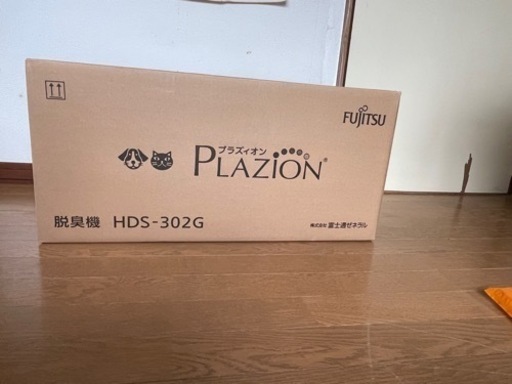 FUJITSU
プラズィオン
PLAZION®
脱臭機 HDS-302G
株式会社 富士通ゼネラル